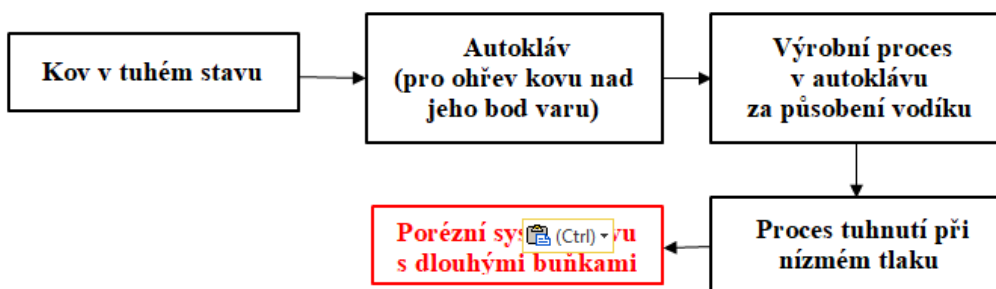 Kov v tuhém stavu
Autokláv
(pro ohřev kovu nad
jeho bod varu)
Výrobní proces
v autoklávu
za působení vodíku
Proces tuhnutí při
nízmém tlaku
Porézní
(Ctrl)
s dlouhými buňkami